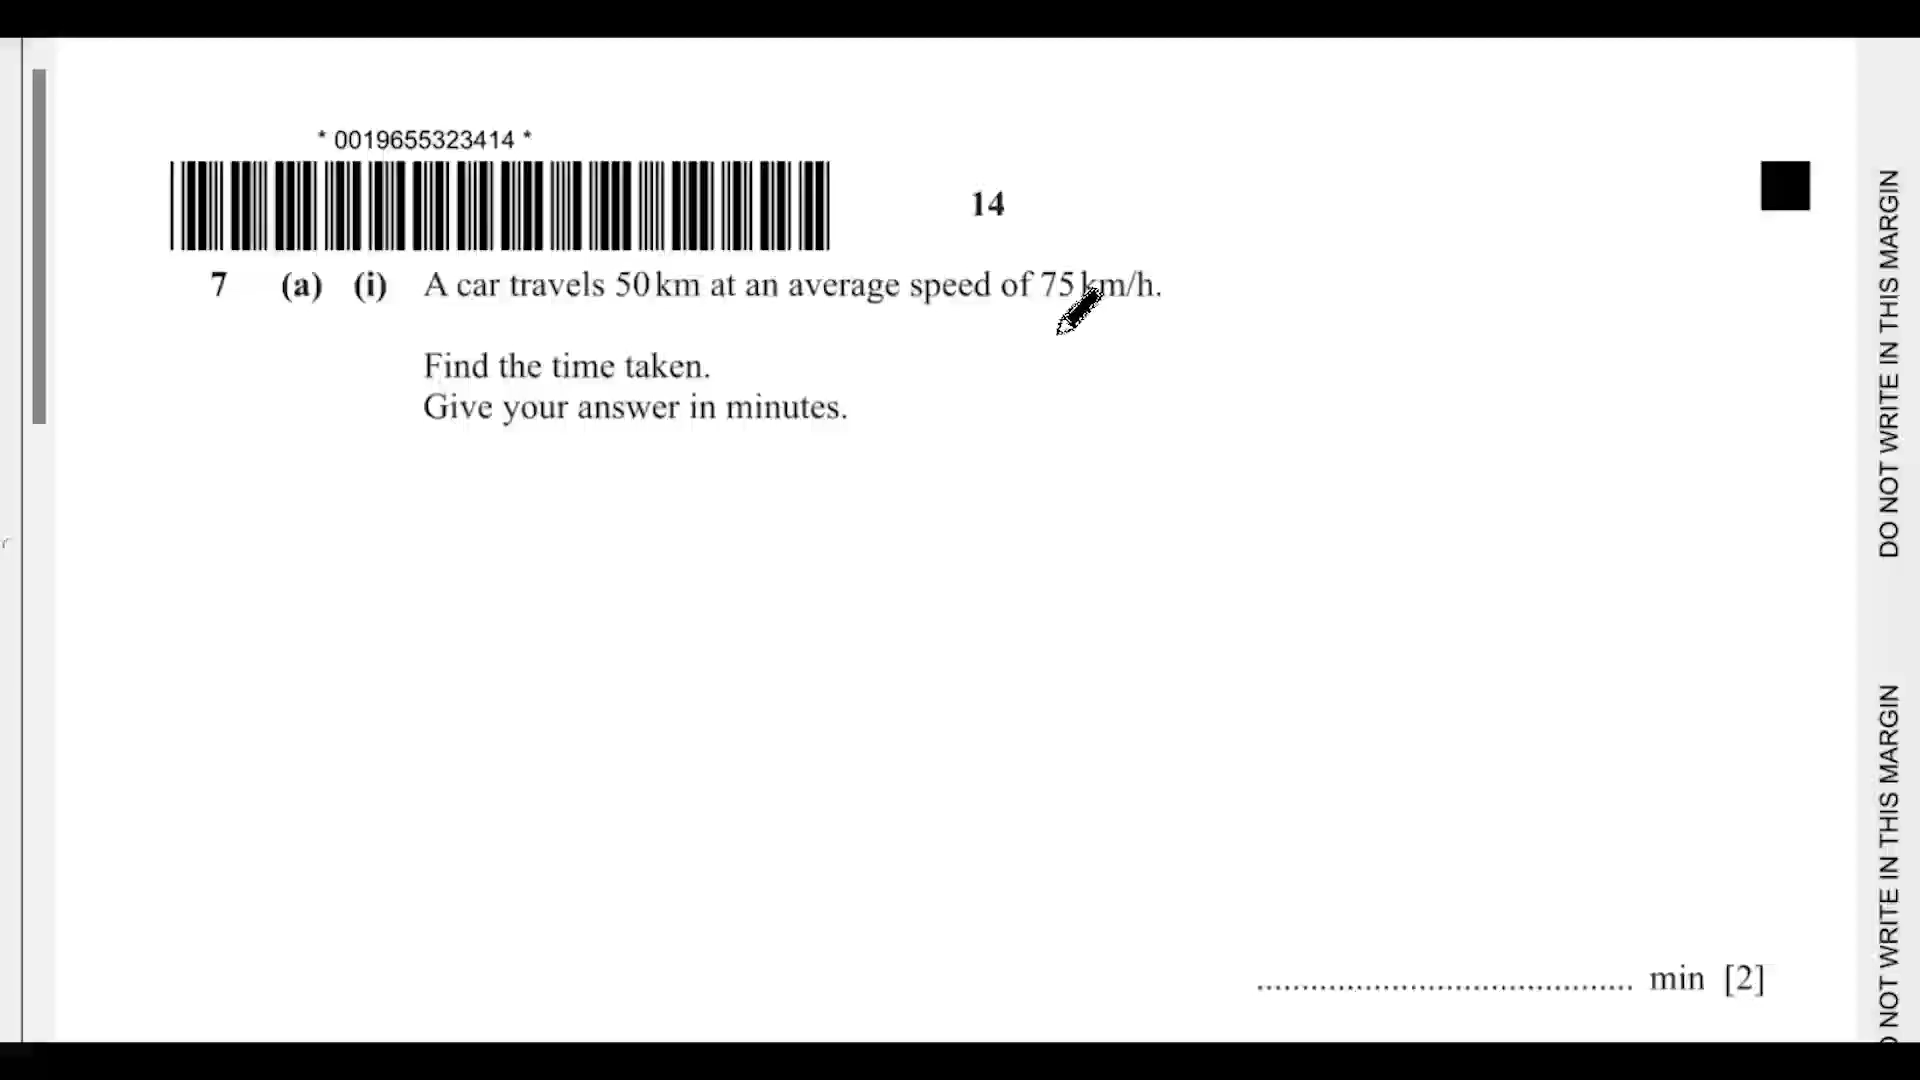 * 0019655323414 *
14
7 (a) (i) A car travels 50 km at an average speed of 75 km/h.
Find the time taken.
Give your answer in minutes.
.......................................... min [2]
DO NOT WRITE IN THIS MARGIN
NOT WRITE IN THIS MARGIN